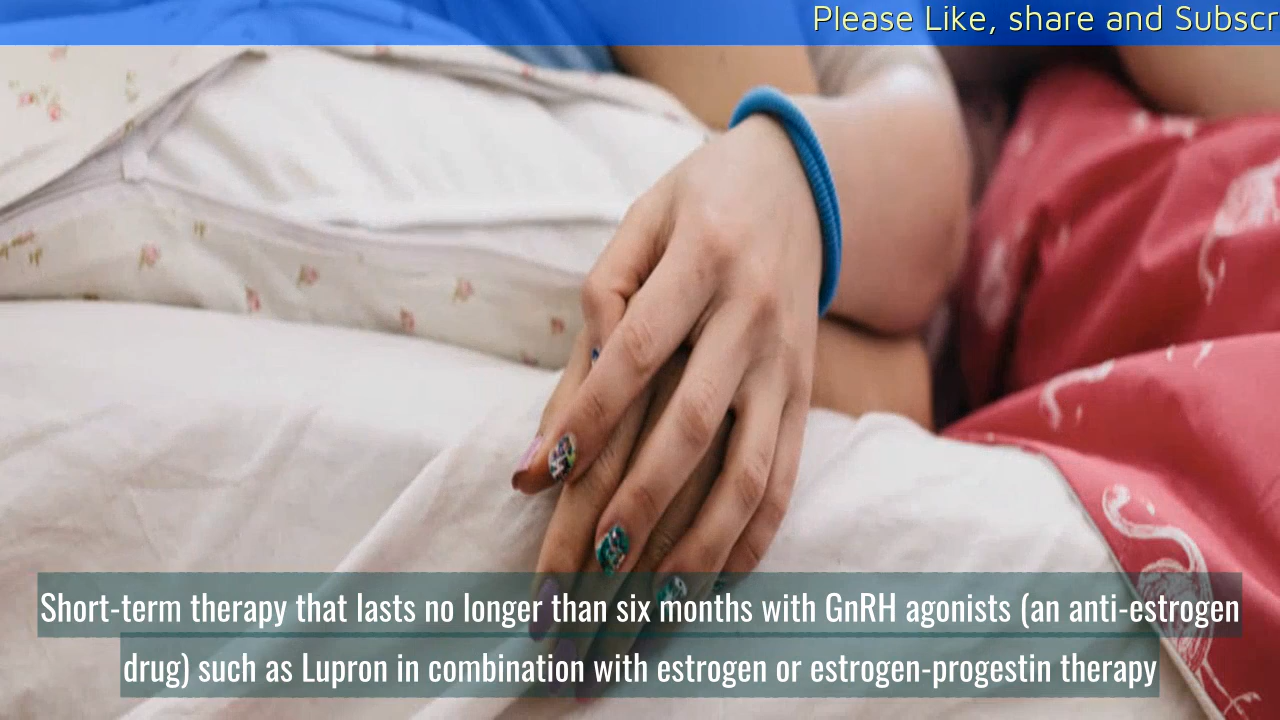 Please Like, share and Subscr
Short-term therapy that lasts no longer than six months with GnRH agonists (an anti-estrogen
drug) such as Lupron in combination with estrogen or estrogen-progestin therapy